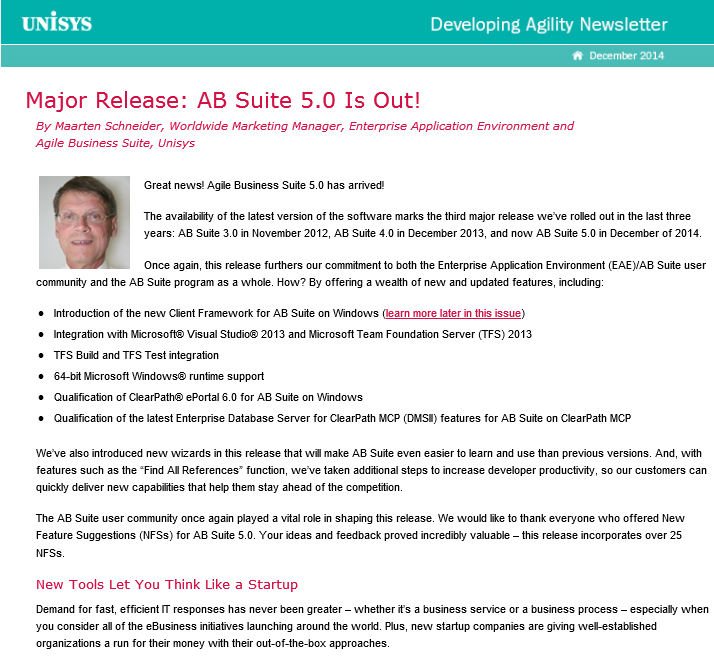 UNISYS
Developing Agility Newsletter
December 2014
Major Release: AB Suite 5.0 Is Out!
By Maarten Schneider, Worldwide Marketing Manager, Enterprise Application Environment and
Agile Business Suite, Unisys
Great news! Agile Business Suite 5.0 has arrived!
The availability of the latest version of the software marks the third major release we've rolled out in the last three
years: AB Suite 3.0 in November 2012, AB Suite 4.0 in December 2013, and now AB Suite 5.0 in December of 2014.
Once again, this release furthers our commitment to both the Enterprise Application Environment (EAE)/AB Suite user
community and the AB Suite program as a whole. How? By offering a wealth of new and updated features, including:
• Introduction of the new Client Framework for AB Suite on Windows (learn more later in this issue)
• Integration with Microsoft® Visual Studio® 2013 and Microsoft Team Foundation Server (TFS) 2013
• TFS Build and TFS Test integration
• 64-bit Microsoft Windows® runtime support
• Qualification of ClearPath® ePortal 6.0 for AB Suite on Windows
• Qualification of the latest Enterprise Database Server for ClearPath MCP (DMSII) features for AB Suite on ClearPath MCP
We've also introduced new wizards in this release that will make AB Suite even easier to learn and use than previous versions. And, with
features such as the “Find All References” function, we've taken additional steps to increase developer productivity, so our customers can
quickly deliver new capabilities that help them stay ahead of the competition.
The AB Suite user community once again played a vital role in shaping this release. We would like to thank everyone who offered New
Feature Suggestions (NFSs) for AB Suite 5.0. Your ideas and feedback proved incredibly valuable – this release incorporates over 25
NFSs.
New Tools Let You Think Like a Startup
Demand for fast, efficient IT responses has never been greater – whether it's a business service or a business process – especially when
you consider all of the eBusiness initiatives launching around the world. Plus, new startup companies are giving well-established
organizations a run for their money with their out-of-the-box approaches.